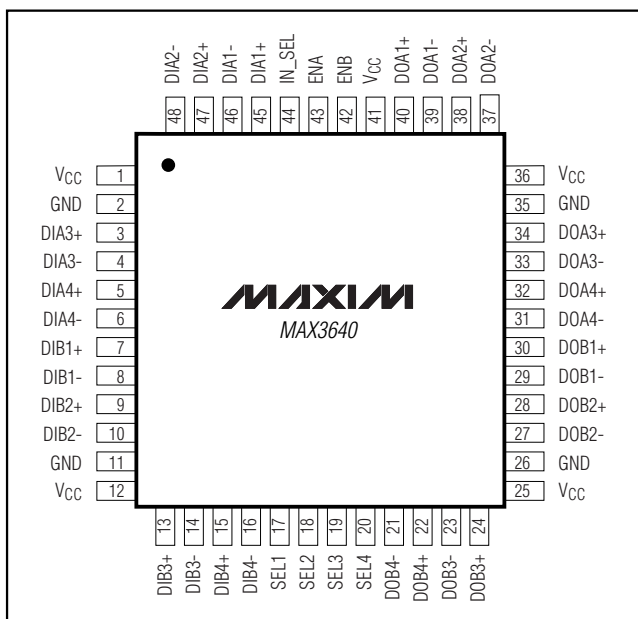 DIA2-
DIA2+
DIA1-
DIA1+
IN_SEL
ENA
ENB
VCC
DOA1+
DOA1-
DOA2+
DOA2-
48
47
46
45
44
43
42
41
40
39
38
37
VCC 1
GND 2
DIA3+ 3
DIA3- 4
DIA4+ 5
DIA4- 6
DIB1+ 7
DIB1- 8
DIB2+ 9
DIB2- 10
GND 11
VCC 12
MAXIM
MAX3640
36 VCC
35 GND
34 DOA3+
33 DOA3-
32 DOA4+
31 DOA4-
30 DOB1+
29 DOB1-
28 DOB2+
27 DOB2-
26 GND
25 VCC
13
14
15
16
17
18
19
20
21
22
23
24
DIB3+
DIB3-
DIB4+
DIB4-
SEL1
SEL2
SEL3
SEL4
DOB4-
DOB4+
DOB3-
DOB3+